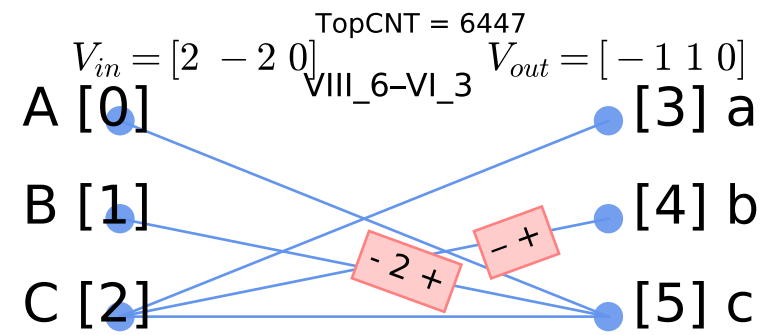 TopCNT = 6447
V_in = [2 − 2 0] V_out = [ − 1 1 0]
VIII_6–VI_3
A [0] [3] a
B [1] [4] b
− +
- 2 +
C [2] [5] c